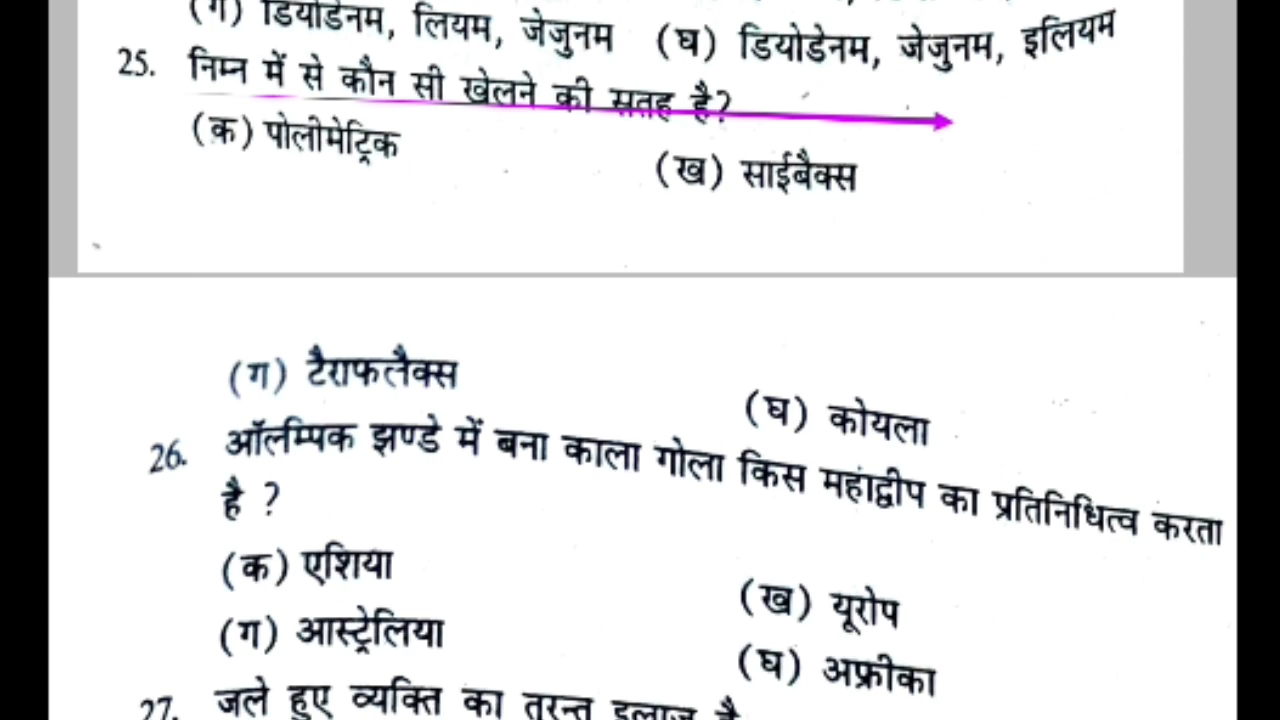 (ग) डियोडेनम, लियम, जेजुनम (घ) डियोडेनम, जेजुनम, इलियम
25. निम्न में से कौन सी खेलने की सतह है?
(क) पोलीमेट्रिक (ख) साईबैक्स
(ग) टैराफलैक्स (घ) कोयला
26. ऑलम्पिक झण्डे में बना काला गोला किस महाद्वीप का प्रतिनिधित्व करता
है ?
(क) एशिया (ख) यूरोप
(ग) आस्ट्रेलिया (घ) अफ्रीका
27. जले हुए व्यक्ति का तुरन्त इलाज है